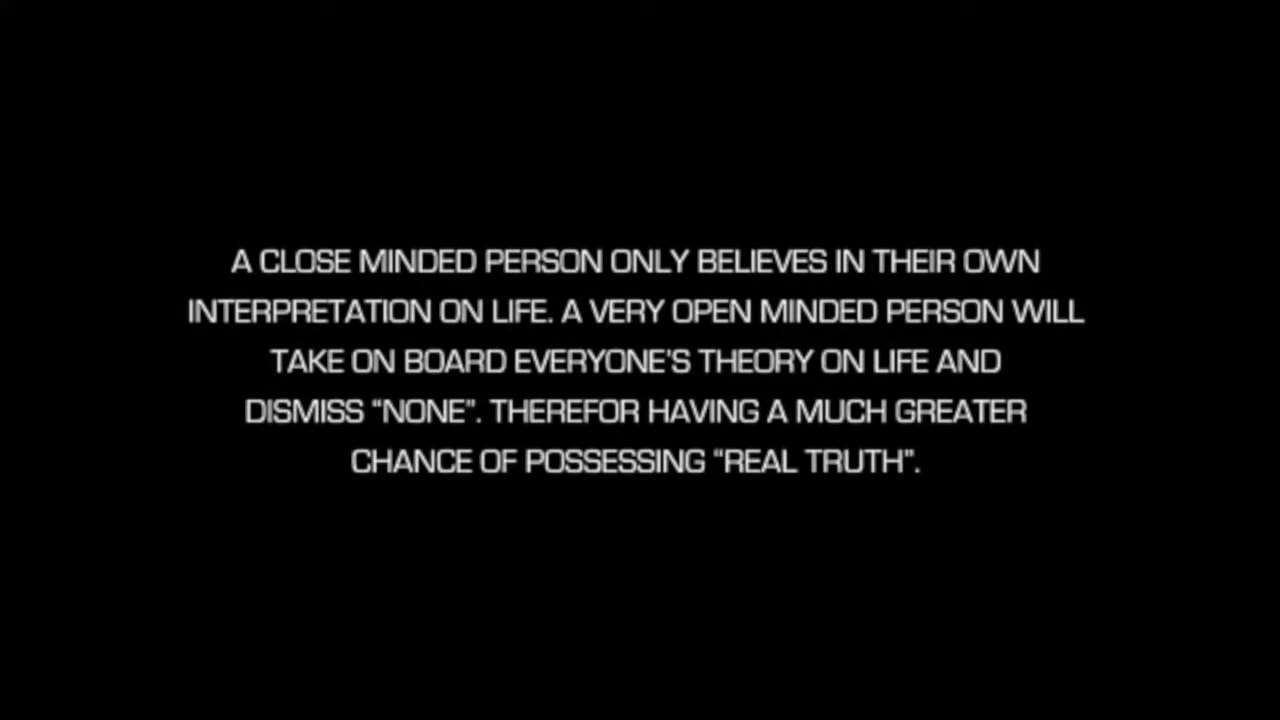 A CLOSE MINDED PERSON ONLY BELIEVES IN THEIR OWN
INTERPRETATION ON LIFE. A VERY OPEN MINDED PERSON WILL
TAKE ON BOARD EVERYONE'S THEORY ON LIFE AND
DISMISS “NONE”. THEREFOR HAVING A MUCH GREATER
CHANCE OF POSSESSING “REAL TRUTH”.